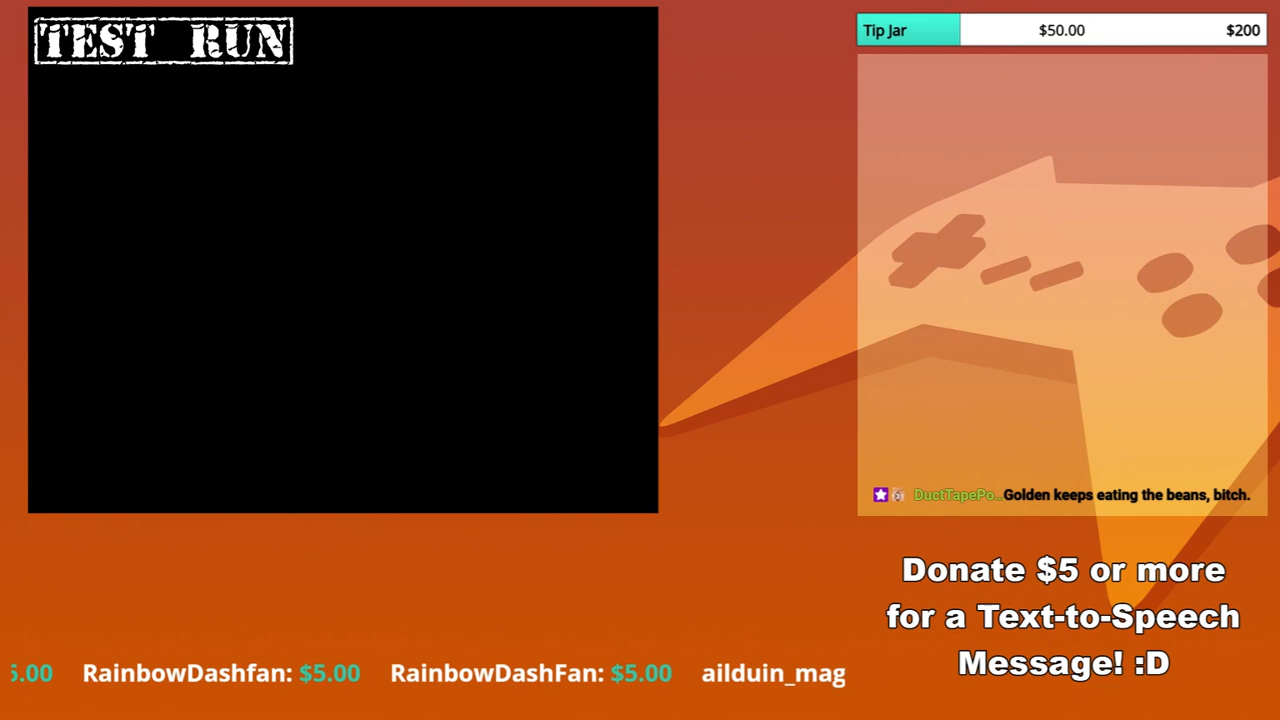 TEST RUN
Tip Jar $50.00 $200
DuctTapePo... Golden keeps eating the beans, bitch.
Donate $5 or more
for a Text-to-Speech
Message! :D
5.00 RainbowDashfan: $5.00 RainbowDashFan: $5.00 ailduin_mag